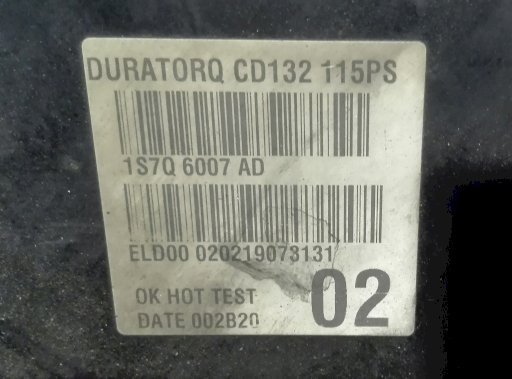 DURATORQ CD132 115PS
1S7Q 6007 AD
ELD00 020219073131
OK HOT TEST 02
DATE 002B20